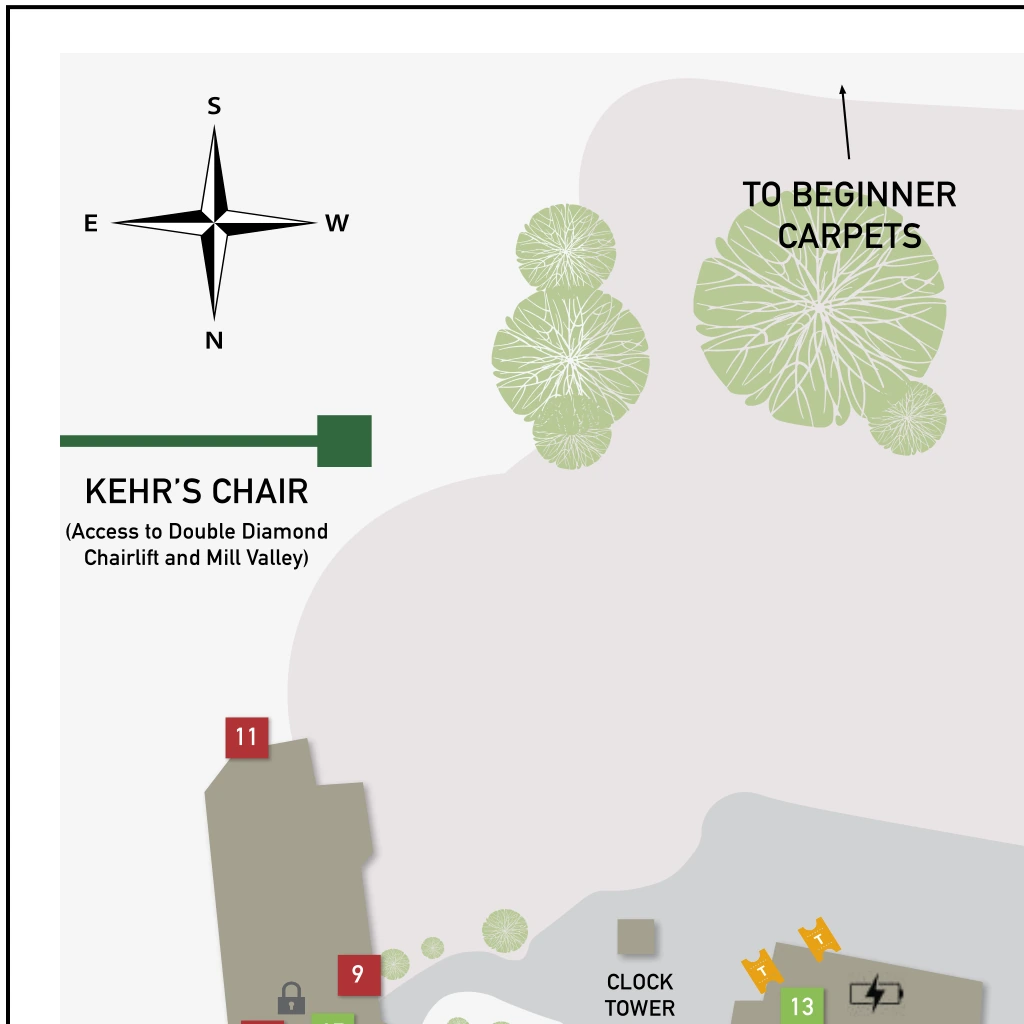 S
E
W
N
TO BEGINNER
CARPETS
KEHR'S CHAIR
(Access to Double Diamond
Chairlift and Mill Valley)
11
9
CLOCK
TOWER
T
T
13